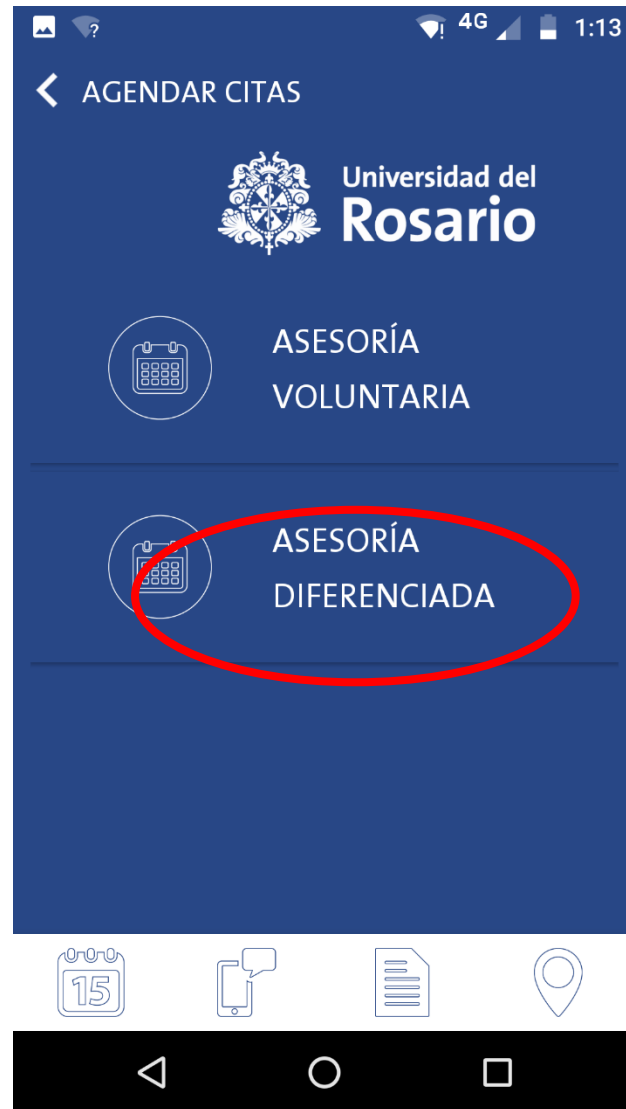 4G 1:13
AGENDAR CITAS
Universidad del
Rosario
ASESORÍA
VOLUNTARIA
ASESORÍA
DIFERENCIADA
15